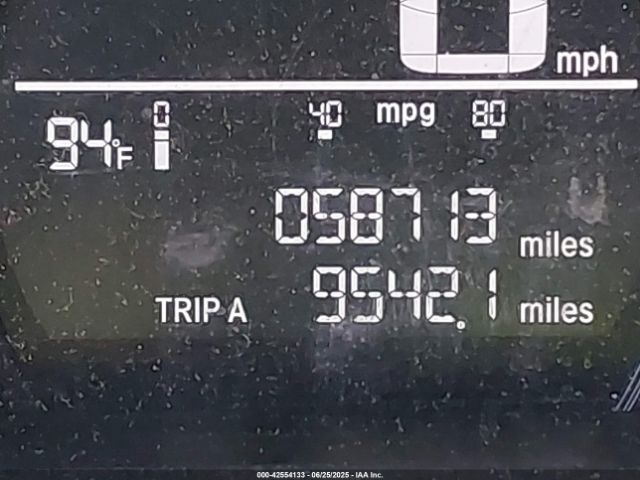 0 mph
0 40 mpg 80
94°F
058713 miles
TRIP A 9542.1 miles
000-42554133 - 06/25/2025 - IAA Inc.